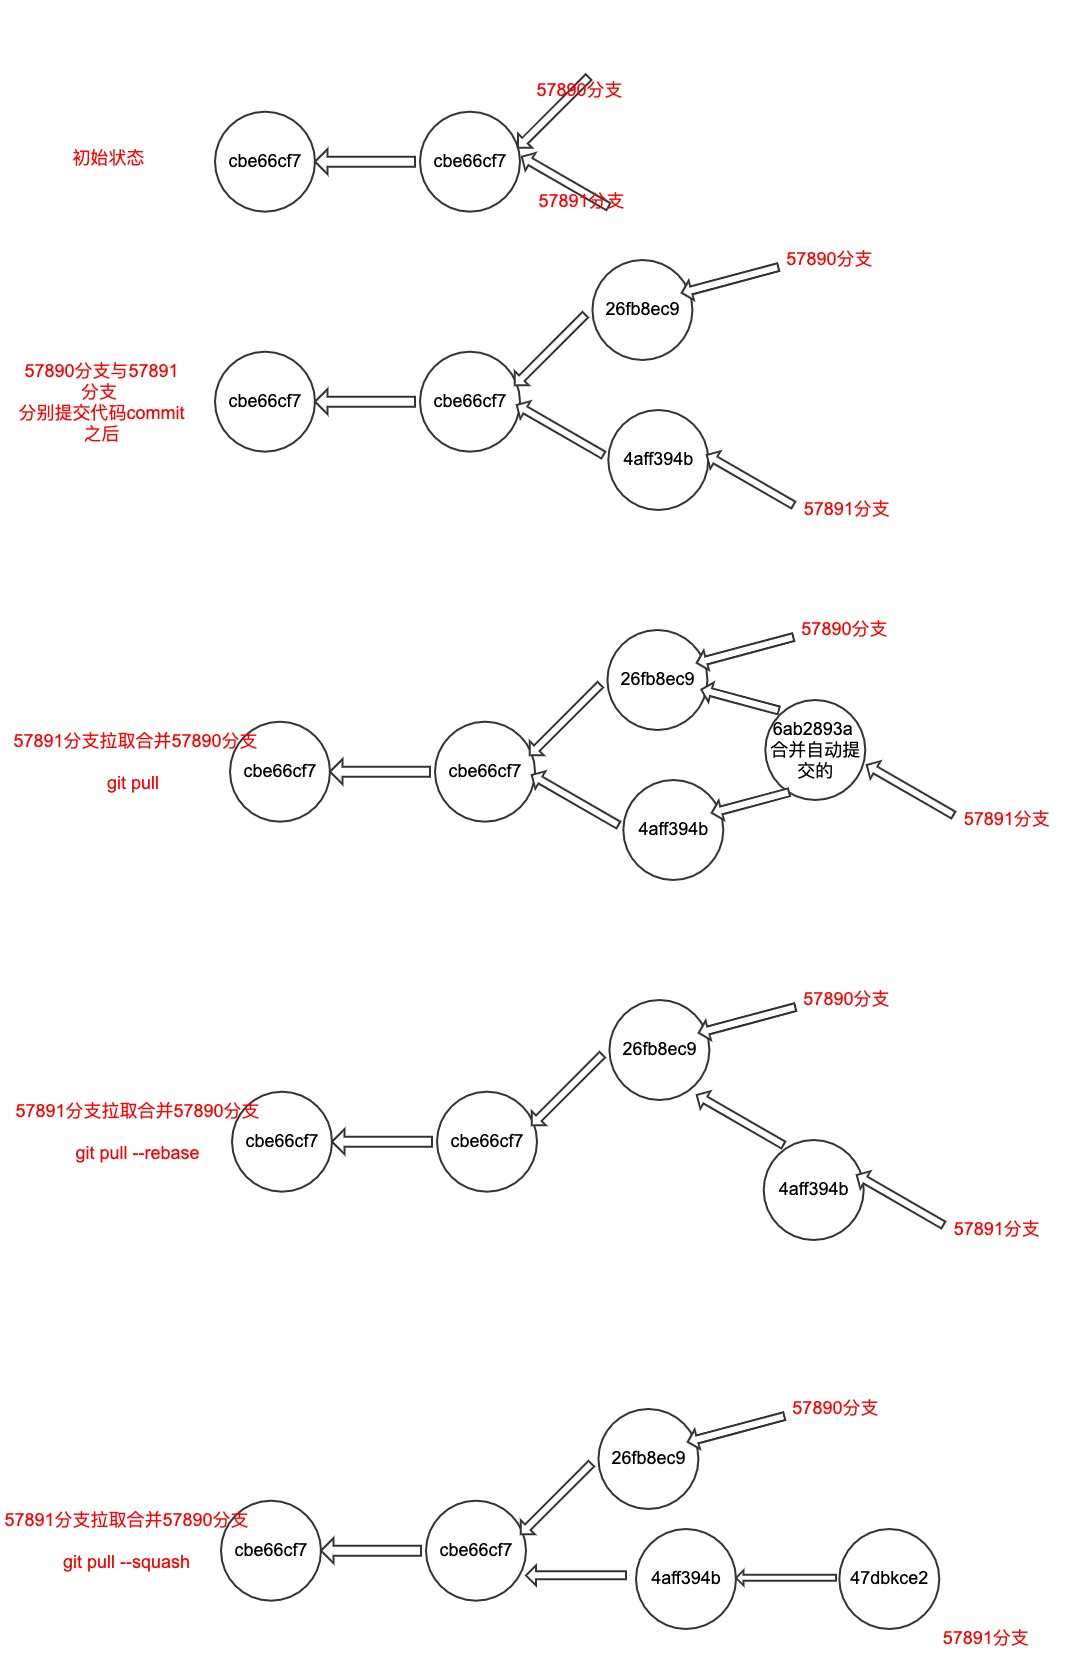 57890分支
初始状态
cbe66cf7
cbe66cf7
57891分支
57890分支
26fb8ec9
57890分支与57891
分支
分别提交代码commit
之后
cbe66cf7
cbe66cf7
4aff394b
57891分支
57890分支
26fb8ec9
57891分支拉取合并57890分支
git pull
cbe66cf7
cbe66cf7
6ab2893a
合并自动提
交的
4aff394b
57891分支
57890分支
26fb8ec9
57891分支拉取合并57890分支
git pull --rebase
cbe66cf7
cbe66cf7
4aff394b
57891分支
57890分支
26fb8ec9
57891分支拉取合并57890分支
git pull --squash
cbe66cf7
cbe66cf7
4aff394b
47dbkce2
57891分支